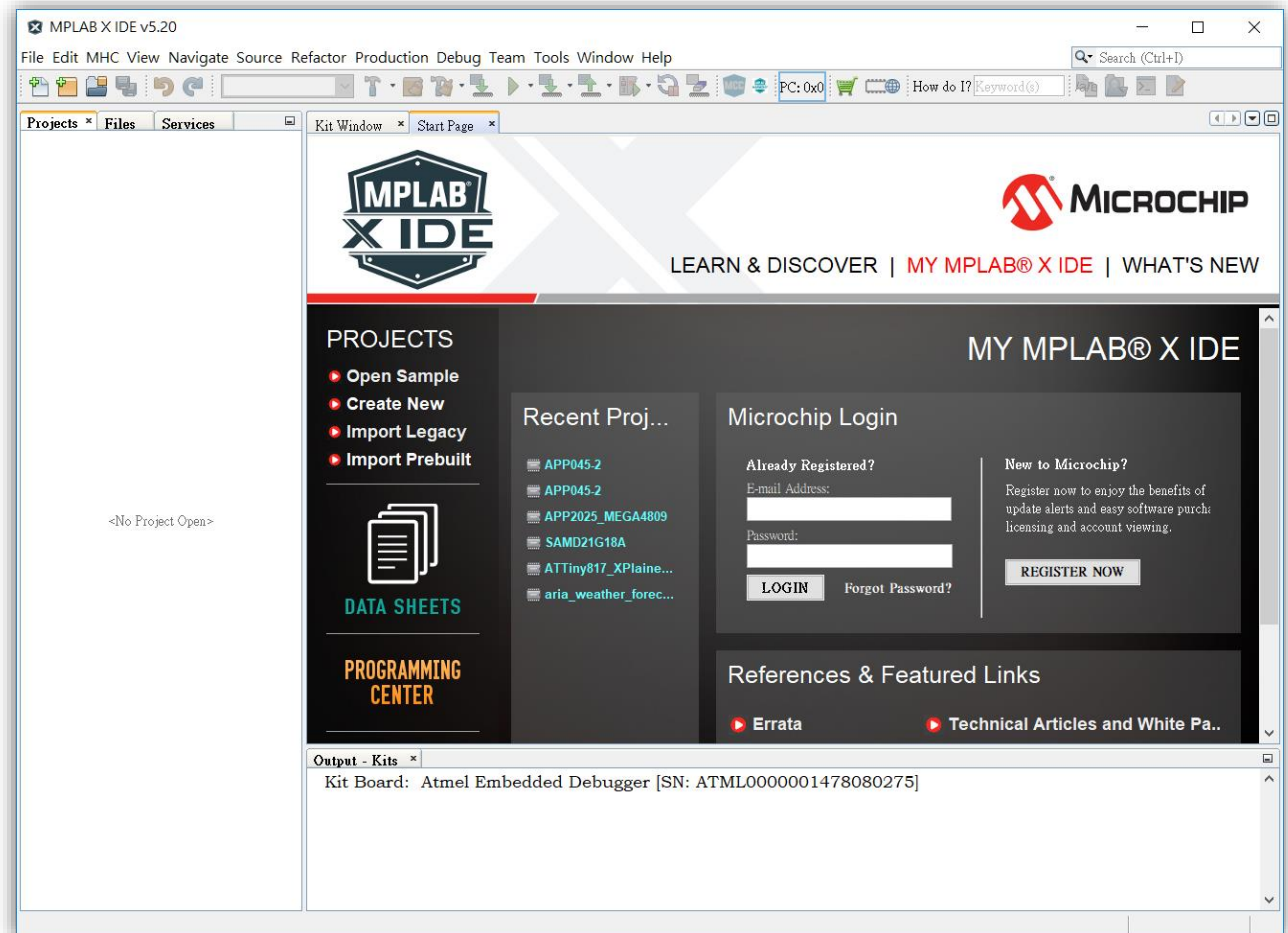 MPLAB X IDE v5.20
File Edit MHC View Navigate Source Refactor Production Debug Team Tools Window Help
Search (Ctrl+I)
PC: 0x0
How do I?
Keyword(s)
Projects
Files
Services
Kit Window
Start Page
<No Project Open>
MPLAB®
X IDE
MICROCHIP
LEARN & DISCOVER | MY MPLAB® X IDE | WHAT'S NEW
PROJECTS
Open Sample
Create New
Import Legacy
Import Prebuilt
DATA SHEETS
PROGRAMMING
CENTER
MY MPLAB® X IDE
Recent Proj...
APP045-2
APP045-2
APP2025_MEGA4809
SAMD21G18A
ATTiny817_XPlaine...
aria_weather_forec...
Microchip Login
Already Registered?
E-mail Address:
Password:
LOGIN
Forgot Password?
New to Microchip?
Register now to enjoy the benefits of
update alerts and easy software purcha
licensing and account viewing.
REGISTER NOW
References & Featured Links
Errata
Technical Articles and White Pa..
Output - Kits
Kit Board: Atmel Embedded Debugger [SN: ATML0000001478080275]